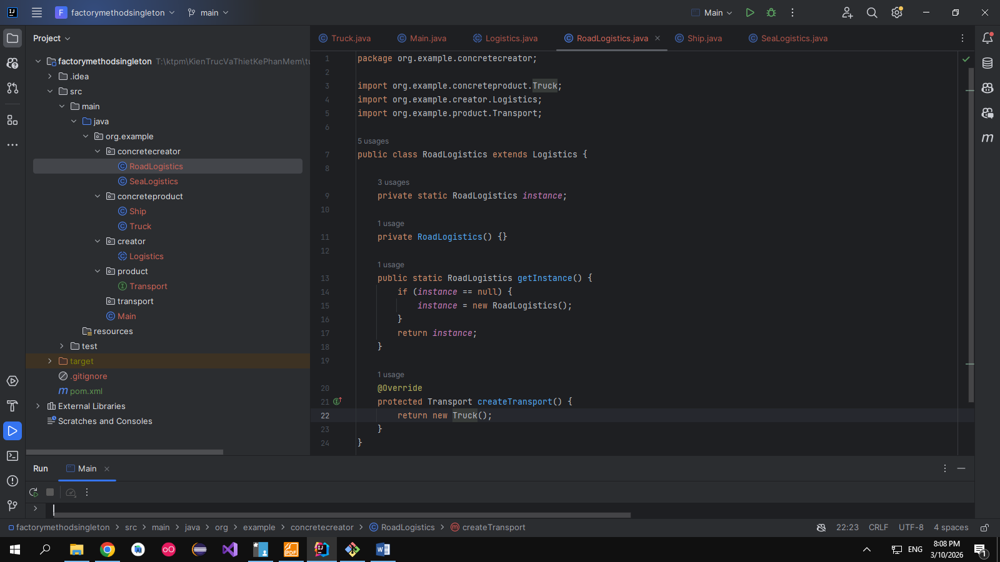 factorymethodsingleton
main
Main
Project
Truck.java
Main.java
Logistics.java
RoadLogistics.java
Ship.java
SeaLogistics.java
factorymethodsingleton T:\ktpm\KienTrucVaThietKePhanMem\tu
.idea
src
main
java
org.example
concretecreator
RoadLogistics
SeaLogistics
concreteproduct
Ship
Truck
creator
Logistics
product
Transport
transport
Main
resources
test
target
.gitignore
pom.xml
External Libraries
Scratches and Consoles
1 package org.example.concretecreator;
2
3 import org.example.concreteproduct.Truck;
4 import org.example.creator.Logistics;
5 import org.example.product.Transport;
6
5 usages
7 public class RoadLogistics extends Logistics {
8
3 usages
9 private static RoadLogistics instance;
10
1 usage
11 private RoadLogistics() {}
12
1 usage
13 public static RoadLogistics getInstance() {
14 if (instance == null) {
15 instance = new RoadLogistics();
16 }
17 return instance;
18 }
19
1 usage
20 @Override
21 protected Transport createTransport() {
22 return new Truck();
23 }
24 }
Run
Main
factorymethodsingleton > src > main > java > org > example > concretecreator > RoadLogistics > createTransport
22:23 CRLF UTF-8 4 spaces
ENG
8:08 PM
3/10/2026
1